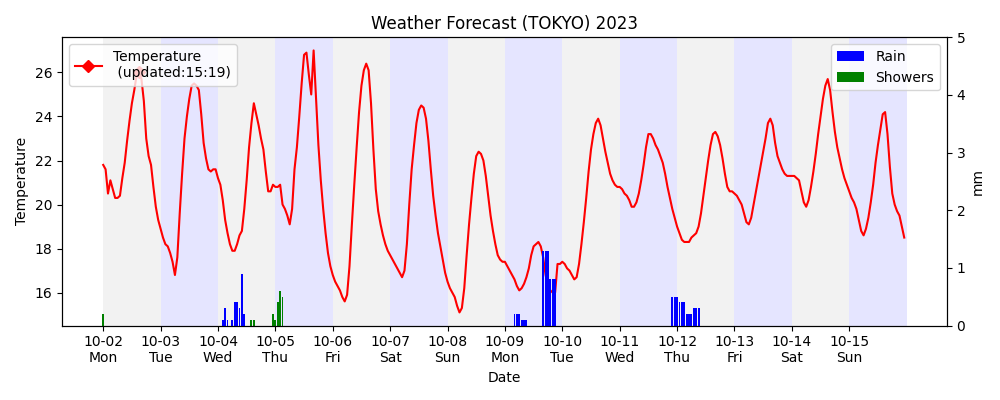 Weather Forecast (TOKYO) 2023
Temperature
(updated:15:19)
Rain
Showers
Temperature
26
24
22
20
18
16
5
4
3
2
1
0
mm
10-02 10-03 10-04 10-05 10-06 10-07 10-08 10-09 10-10 10-11 10-12 10-13 10-14 10-15
Mon Tue Wed Thu Fri Sat Sun Mon Tue Wed Thu Fri Sat Sun
Date